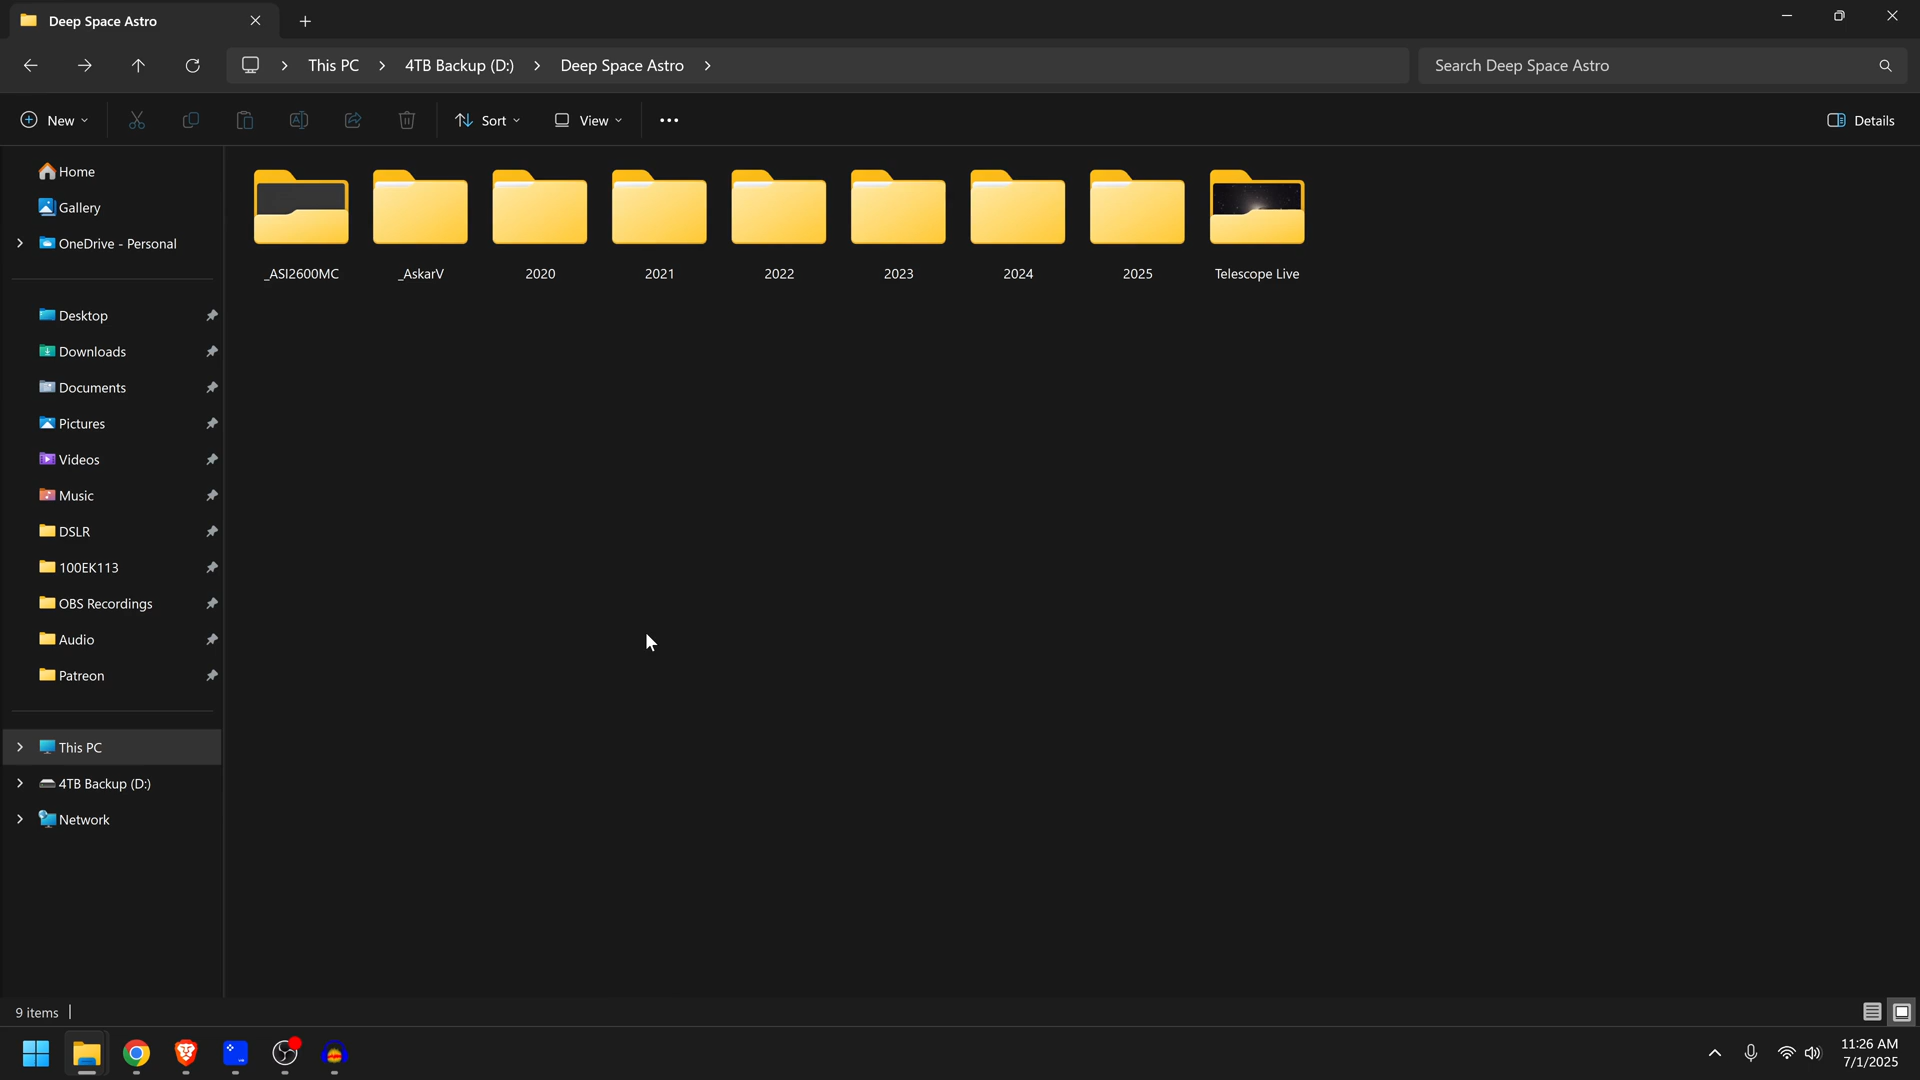 Deep Space Astro
This PC
4TB Backup (D:)
Deep Space Astro
Search Deep Space Astro
New
Sort
View
Details
Home
Gallery
OneDrive - Personal
Desktop
Downloads
Documents
Pictures
Videos
Music
DSLR
100EK113
OBS Recordings
Audio
Patreon
This PC
4TB Backup (D:)
Network
_ASI2600MC
_AskarV
2020
2021
2022
2023
2024
2025
Telescope Live
9 items
11:26 AM
7/1/2025